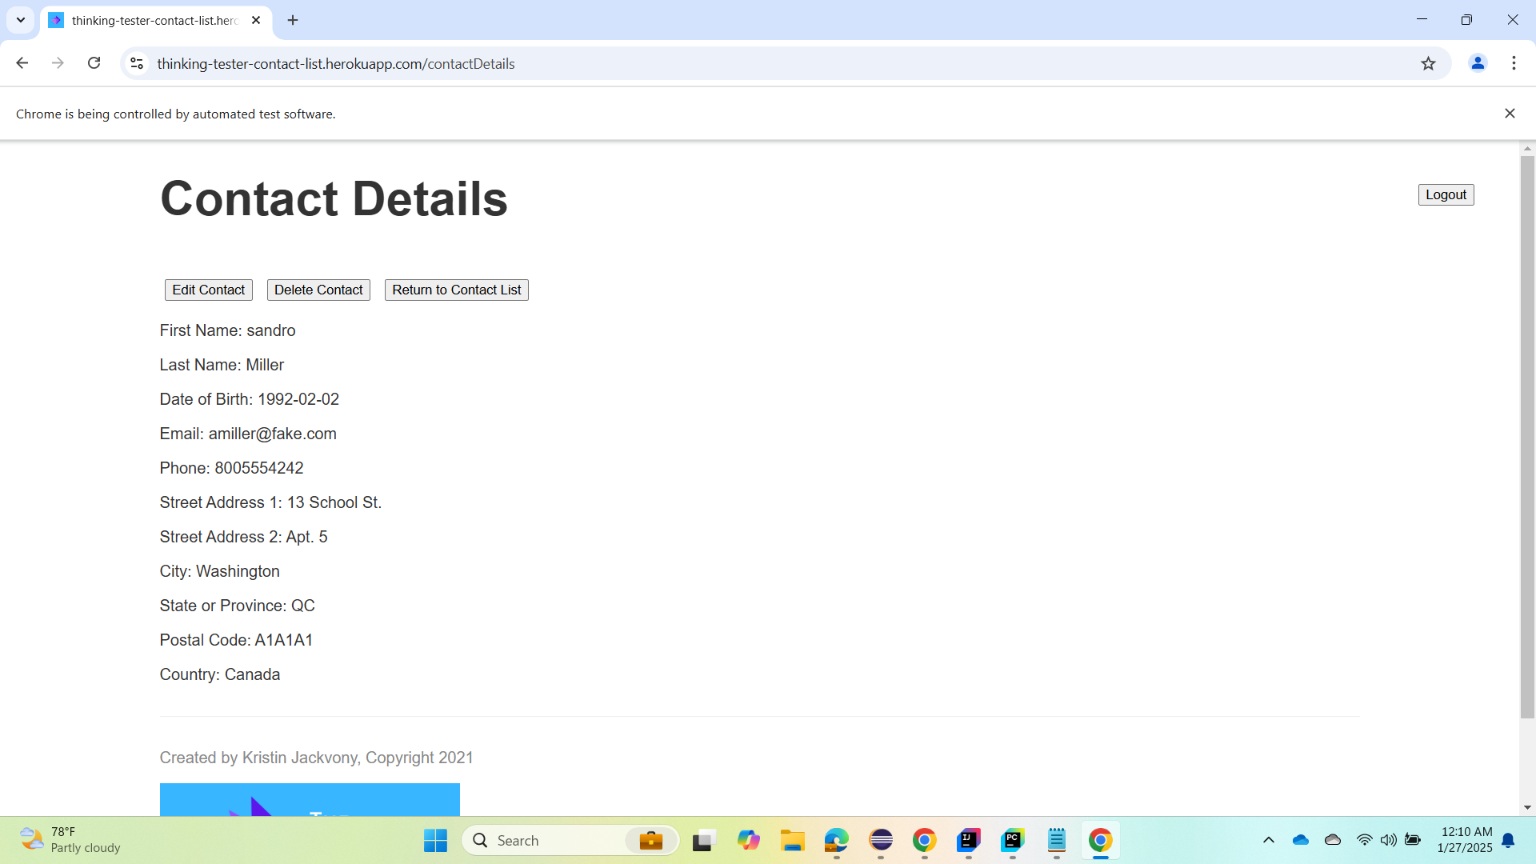 thinking-tester-contact-list.herc
thinking-tester-contact-list.herokuapp.com/contactDetails
Chrome is being controlled by automated test software.
Contact Details
Logout
Edit Contact Delete Contact Return to Contact List
First Name: sandro
Last Name: Miller
Date of Birth: 1992-02-02
Email: amiller@fake.com
Phone: 8005554242
Street Address 1: 13 School St.
Street Address 2: Apt. 5
City: Washington
State or Province: QC
Postal Code: A1A1A1
Country: Canada
Created by Kristin Jackvony, Copyright 2021
78°F
Partly cloudy
Search
IJ
PC
12:10 AM
1/27/2025